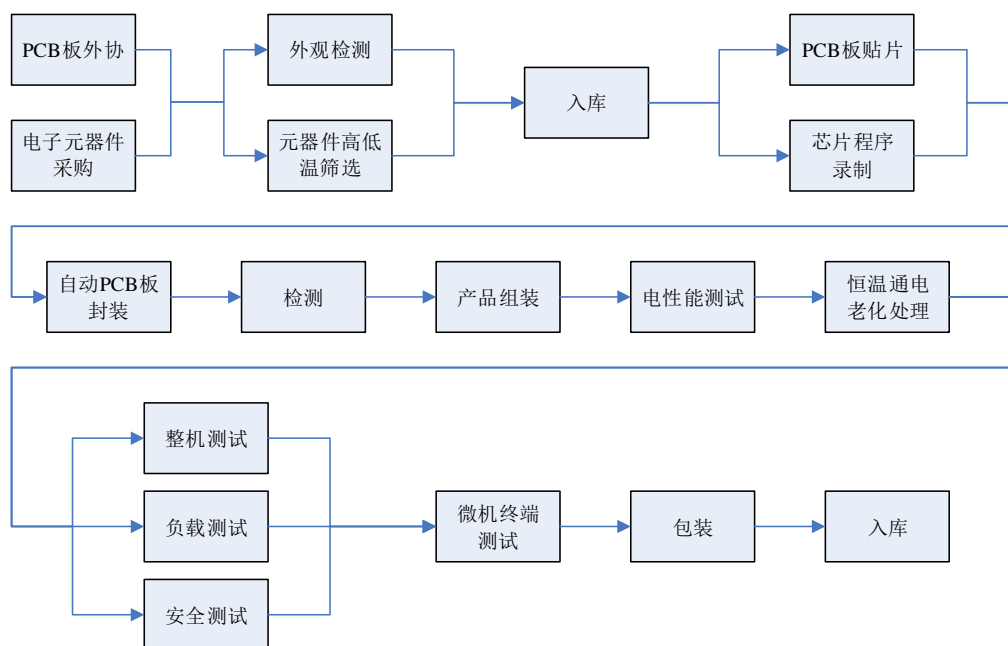 PCB板外协
外观检测
入库
PCB板贴片
电子元器件
采购
元器件高低
温筛选
芯片程序
录制
自动PCB板
封装
检测
产品组装
电性能测试
恒温通电
老化处理
整机测试
负载测试
微机终端
测试
包装
入库
安全测试